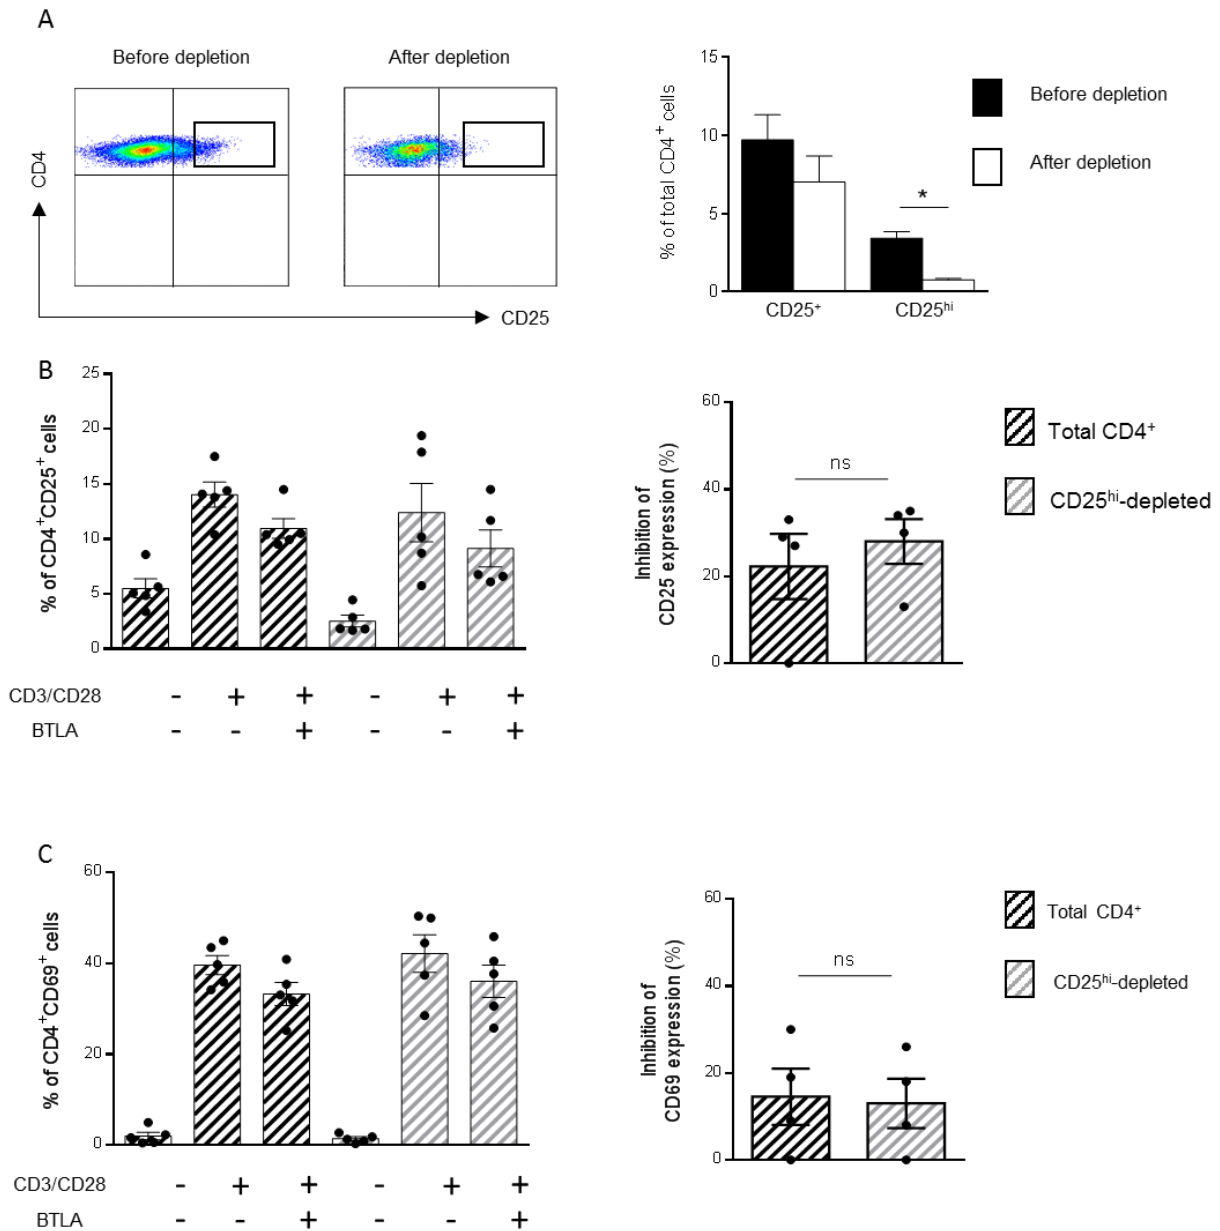 A
Before depletion
After depletion
CD4
CD25
% of total CD4⁺ cells
15
10
5
0
CD25⁺
CD25ʰⁱ
*
Before depletion
After depletion
B
% of CD4⁺CD25⁺ cells
25
20
15
10
5
0
CD3/CD28 - + + - + +
BTLA - - + - - +
Inhibition of
CD25 expression (%)
60
40
20
0
ns
Total CD4⁺
CD25ʰⁱ-depleted
C
% of CD4⁺CD69⁺ cells
60
40
20
0
CD3/CD28 - + + - + +
BTLA - - + - - +
Inhibition of
CD69 expression (%)
60
40
20
0
ns
Total CD4⁺
CD25ʰⁱ-depleted